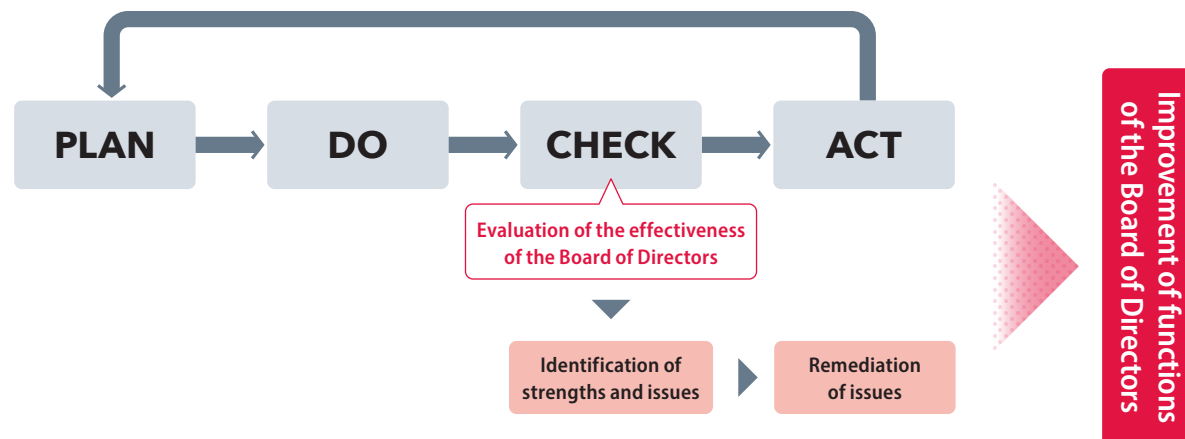 PLAN
DO
CHECK
ACT
Evaluation of the effectiveness
of the Board of Directors
Identification of
strengths and issues
Remediation
of issues
Improvement of functions
of the Board of Directors